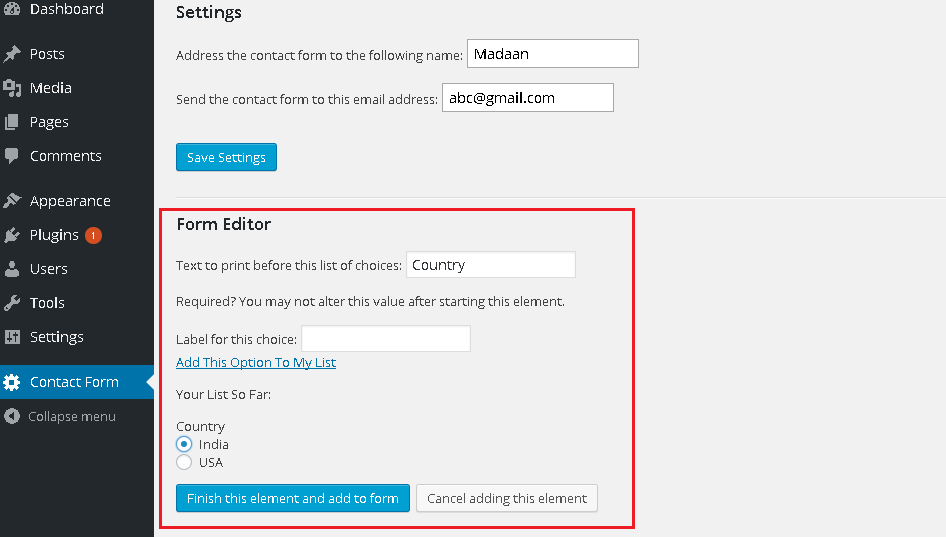 Dashboard
Posts
Media
Pages
Comments
Appearance
Plugins 1
Users
Tools
Settings
Contact Form
Collapse menu
Settings
Address the contact form to the following name: Madaan
Send the contact form to this email address: abc@gmail.com
Save Settings
Form Editor
Text to print before this list of choices: Country
Required? You may not alter this value after starting this element.
Label for this choice:
Add This Option To My List
Your List So Far:
Country
India
USA
Finish this element and add to form Cancel adding this element